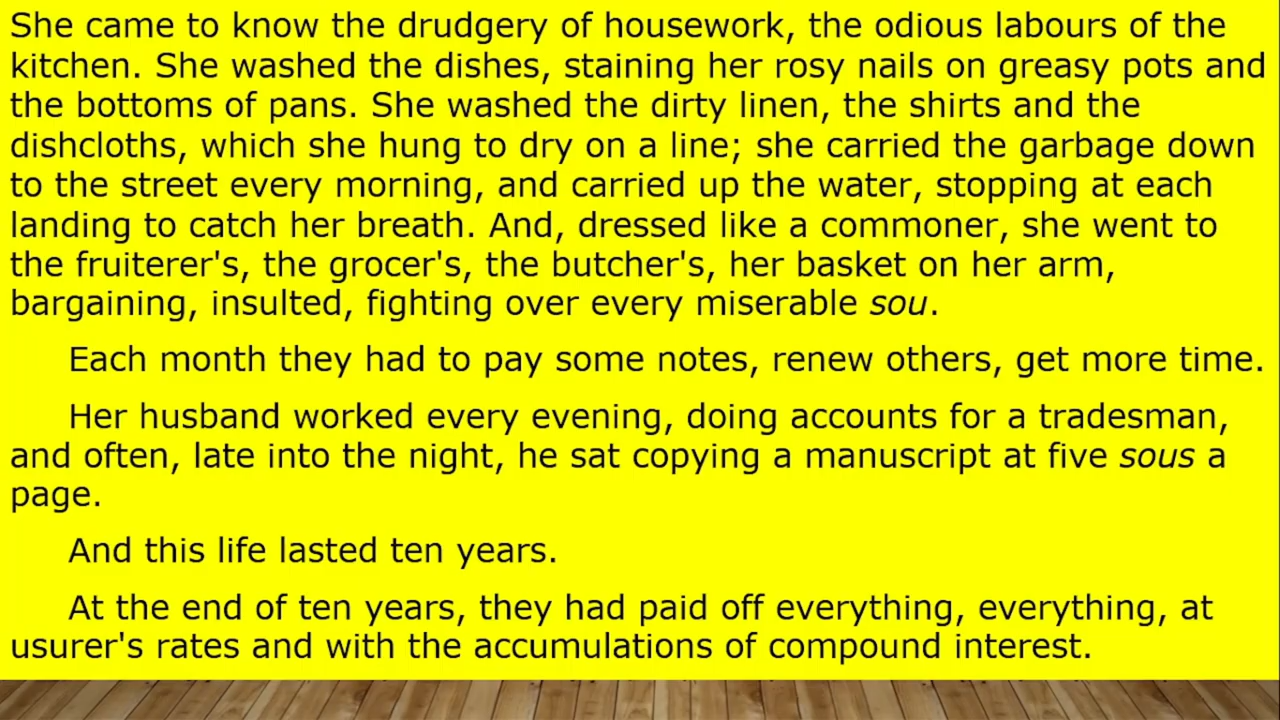 She came to know the drudgery of housework, the odious labours of the
kitchen. She washed the dishes, staining her rosy nails on greasy pots and
the bottoms of pans. She washed the dirty linen, the shirts and the
dishcloths, which she hung to dry on a line; she carried the garbage down
to the street every morning, and carried up the water, stopping at each
landing to catch her breath. And, dressed like a commoner, she went to
the fruiterer's, the grocer's, the butcher's, her basket on her arm,
bargaining, insulted, fighting over every miserable sou.
Each month they had to pay some notes, renew others, get more time.
Her husband worked every evening, doing accounts for a tradesman,
and often, late into the night, he sat copying a manuscript at five sous a
page.
And this life lasted ten years.
At the end of ten years, they had paid off everything, everything, at
usurer's rates and with the accumulations of compound interest.